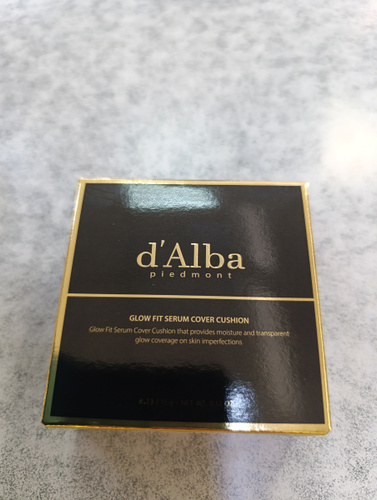 d'Alba
piedmont
GLOW FIT SERUM COVER CUSHION
Glow Fit Serum Cover Cushion that provides moisture and transparent
glow coverage on skin imperfections